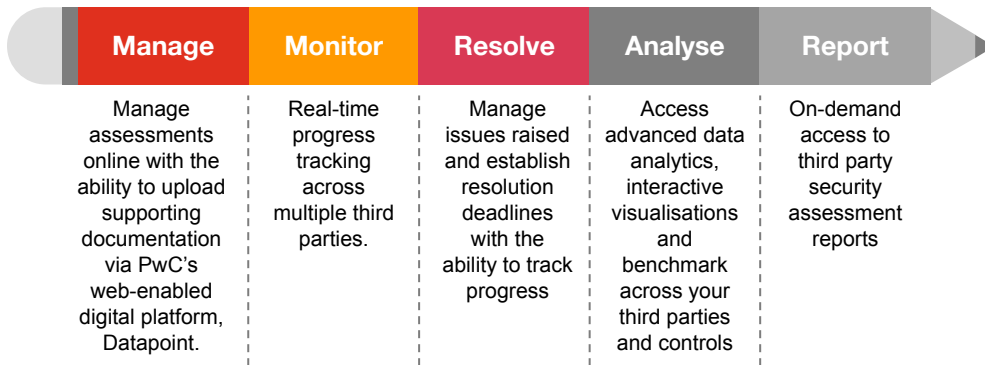 Manage
Monitor
Resolve
Analyse
Report
Manage
assessments
online with the
ability to upload
supporting
documentation
via PwC’s
web-enabled
digital platform,
Datapoint.
Real-time
progress
tracking
across
multiple third
parties.
Manage
issues raised
and establish
resolution
deadlines
with the
ability to track
progress
Access
advanced data
analytics,
interactive
visualisations
and
benchmark
across your
third parties
and controls
On-demand
access to
third party
security
assessment
reports